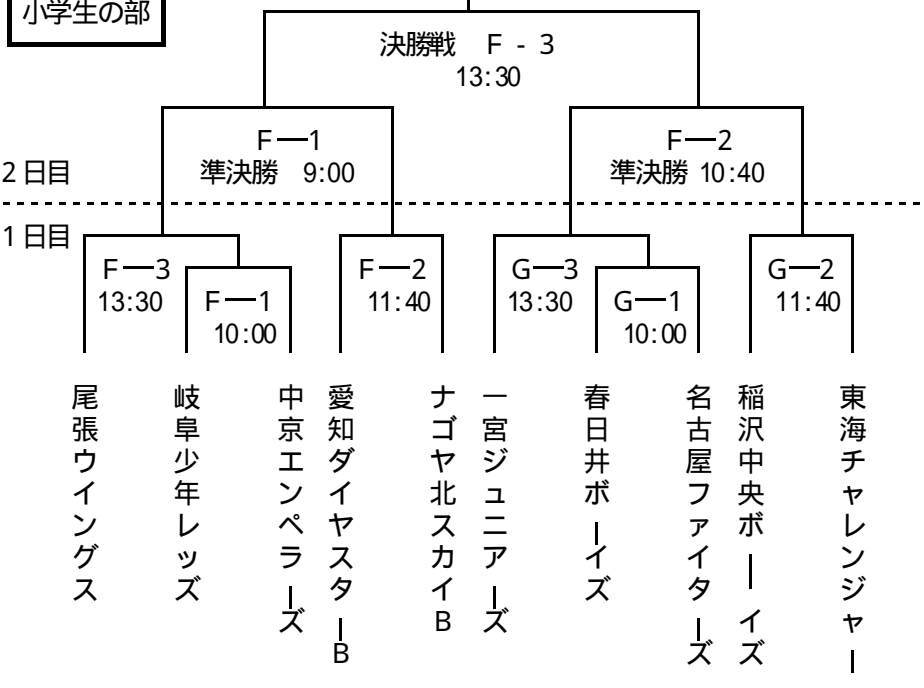 小学生の部
決勝戦 F - 3
13:30
F―1
準決勝 9:00
F―2
準決勝 10:40
2日目
1日目
F―3
13:30
F―1
10:00
F―2
11:40
G―3
13:30
G―1
10:00
G―2
11:40
尾張ウイングス
岐阜少年レッズ
中京エンペラーズ
愛知ダイヤスターB
ナゴヤ北スカイB
一宮ジュニアーズ
春日井ボーイズ
名古屋ファイターズ
稲沢中央ボーイズ
東海チャレンジャー